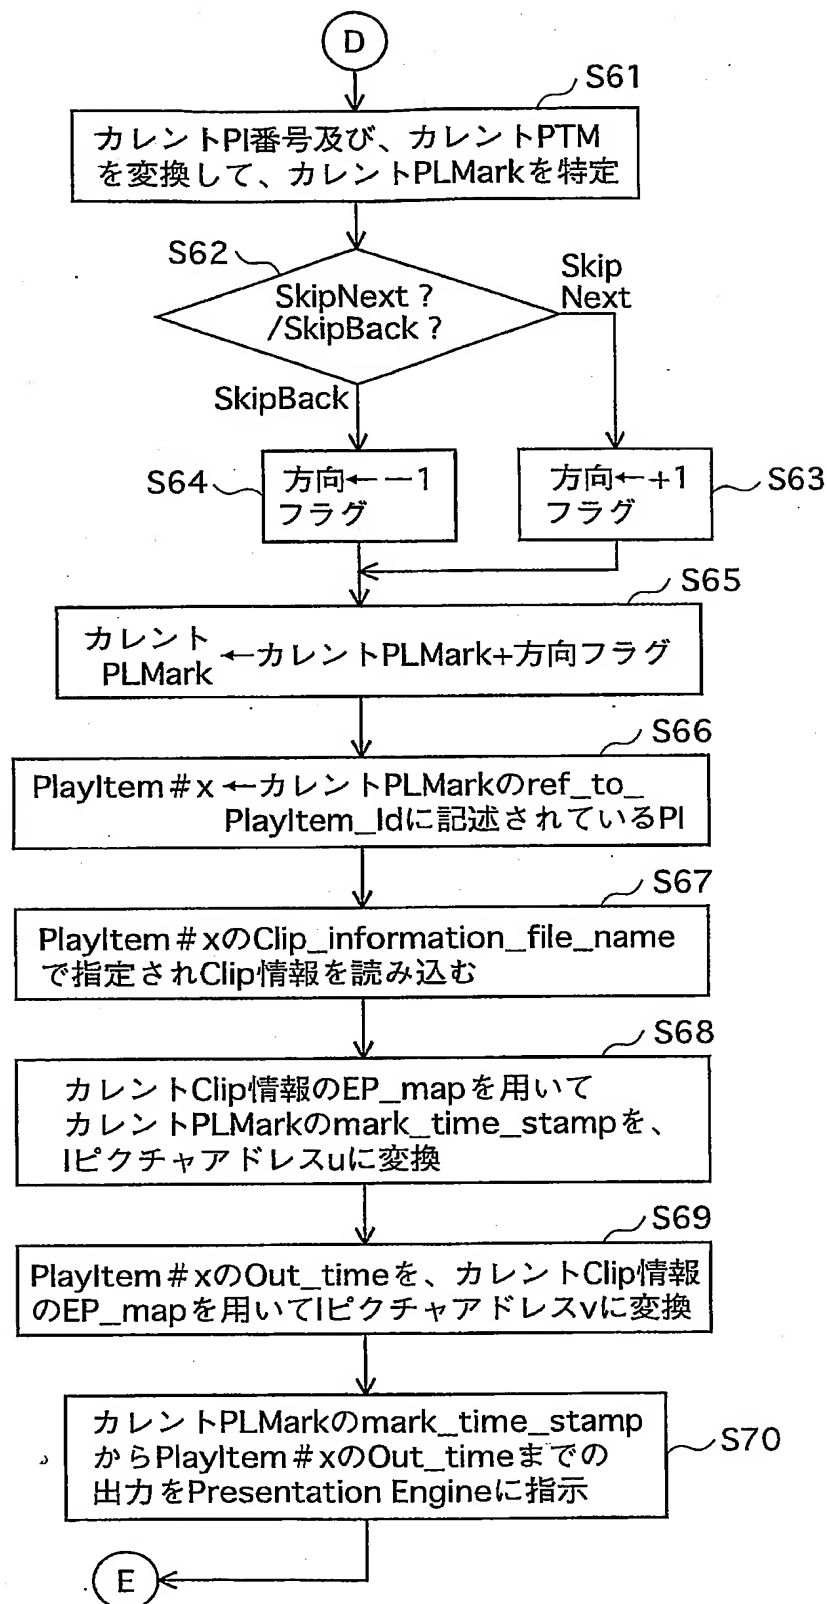 D
S61
カレントPI番号及び、カレントPTM
を変換して、カレントPLMarkを特定
S62
SkipNext ?
/SkipBack ?
Skip
Next
SkipBack
S64
方向←ー1
フラグ
方向←+1
フラグ
S63
S65
カレント
PLMark
←カレントPLMark+方向フラグ
S66
PlayItem#x←カレントPLMarkのref_to_
PlayItem_Idに記述されているPI
S67
PlayItem#xのClip_information_file_name
で指定されClip情報を読み込む
S68
カレントClip情報のEP_mapを用いて
カレントPLMarkのmark_time_stampを、
Iピクチャアドレスuに変換
S69
PlayItem#xのOut_timeを、カレントClip情報
のEP_mapを用いてIピクチャアドレスvに変換
カレントPLMarkのmark_time_stamp
からPlayItem#xのOut_timeまでの
出力をPresentation Engineに指示
S70
E